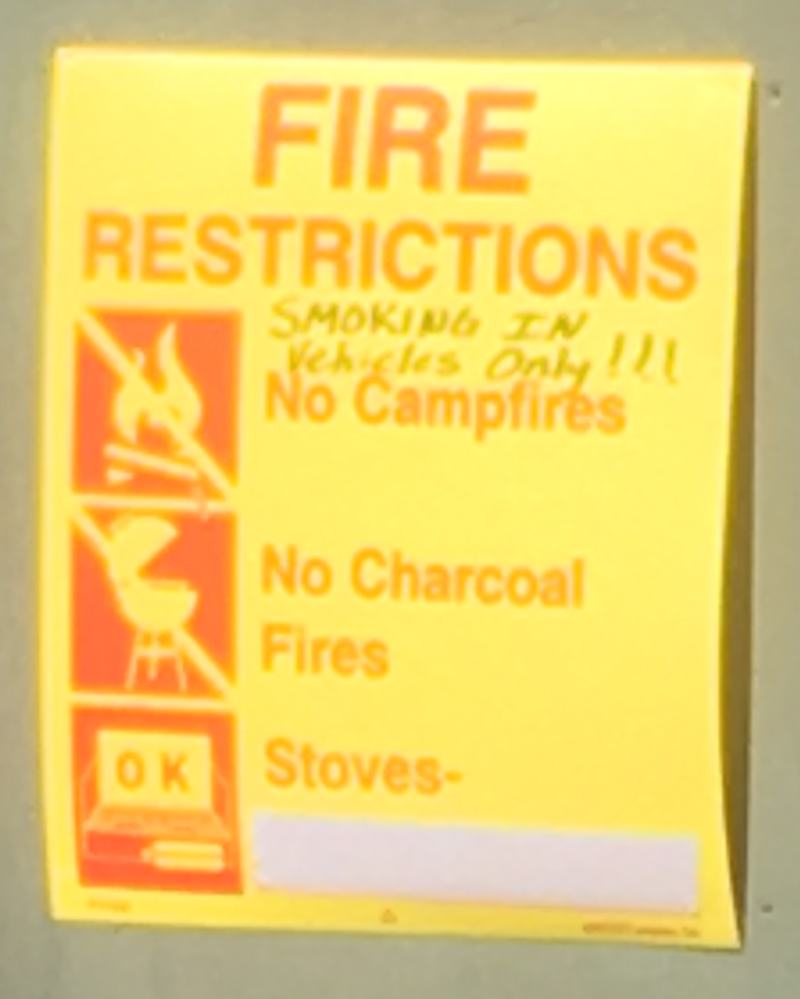 FIRE
RESTRICTIONS
SMOKING IN
Vehicles Only!!!
No Campfires
No Charcoal
Fires
OK
Stoves-